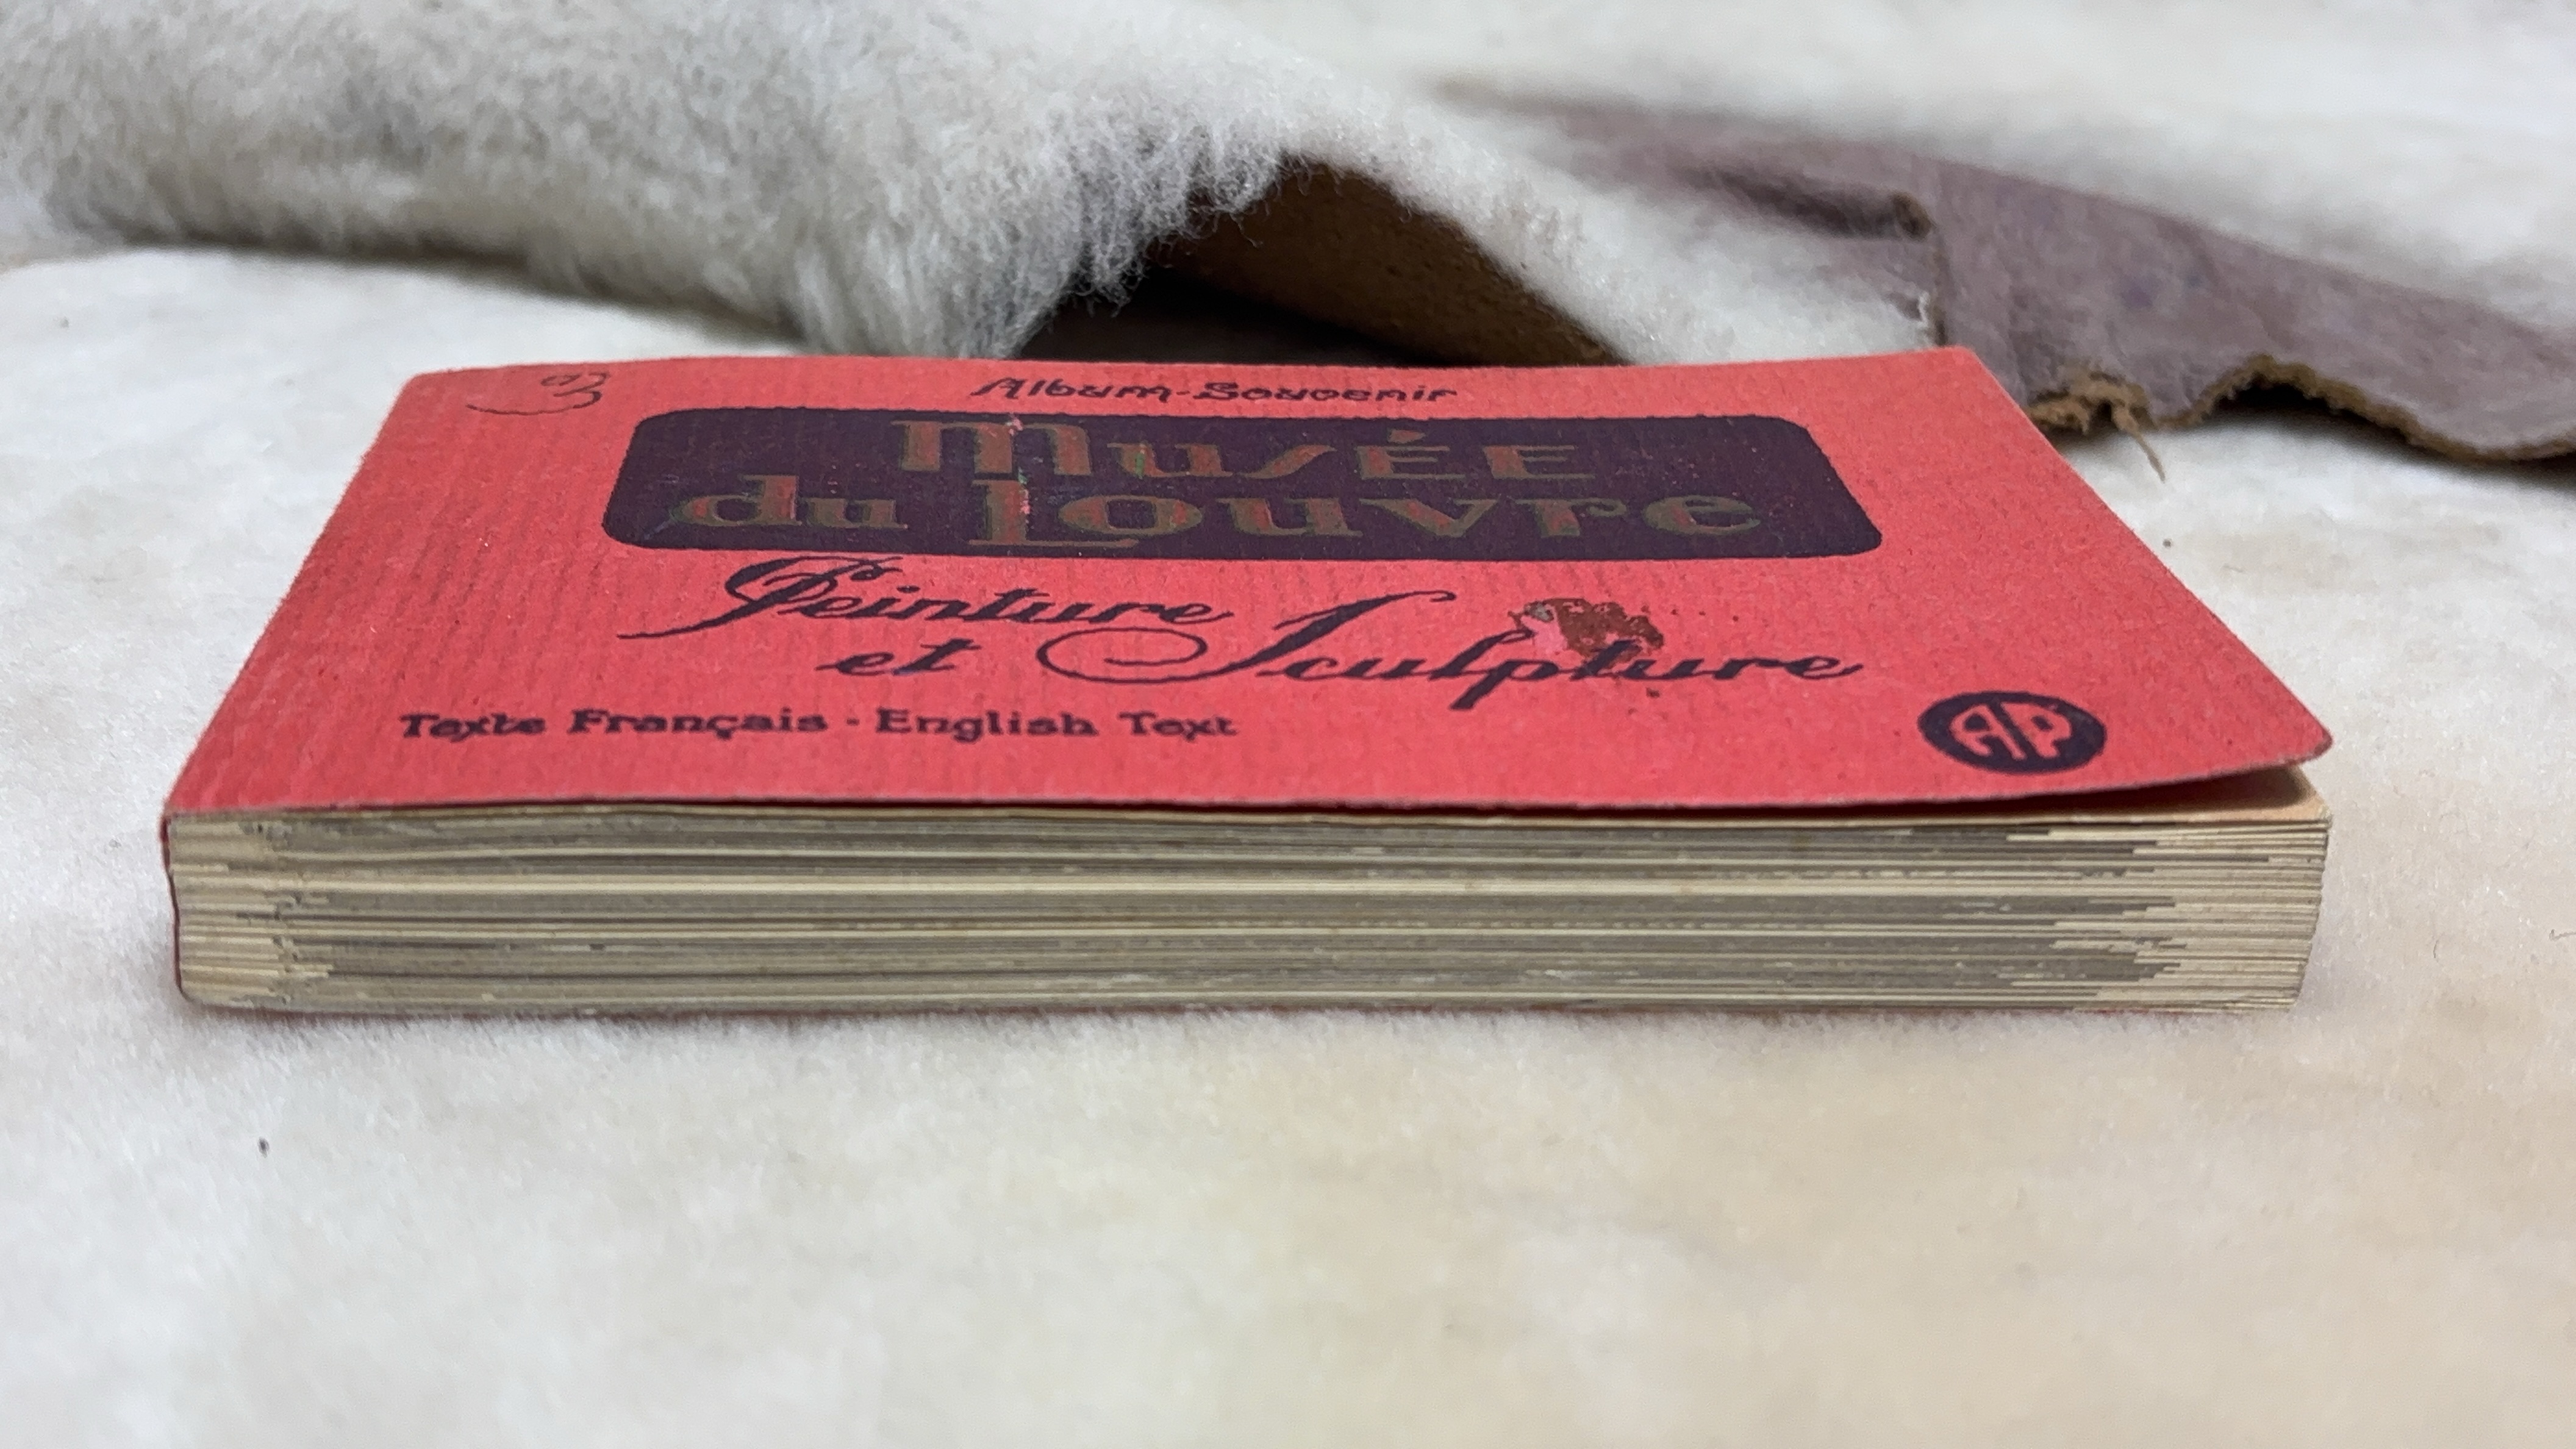 Album-Souvenir
Musée
du Louvre
Peinture
et Sculpture
Texte Français - English Text
AP